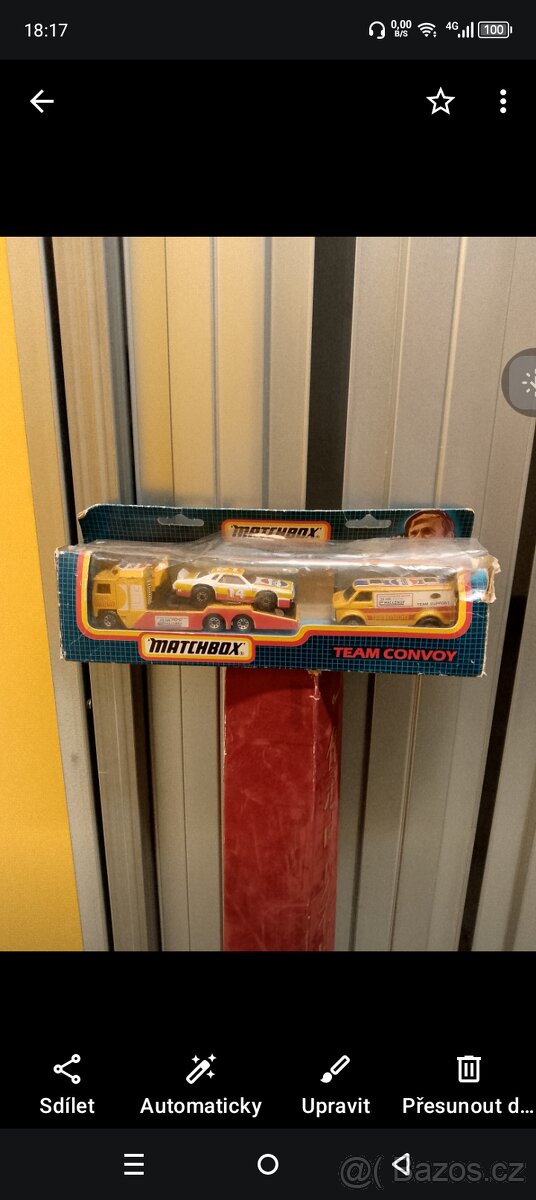 18:17
0,00
B/S
4G
100
MATCHBOX
14
TEAM SUPPORT
MATCHBOX
TEAM CONVOY
Sdílet
Automaticky
Upravit
Přesunout d…
@( Bazos.cz